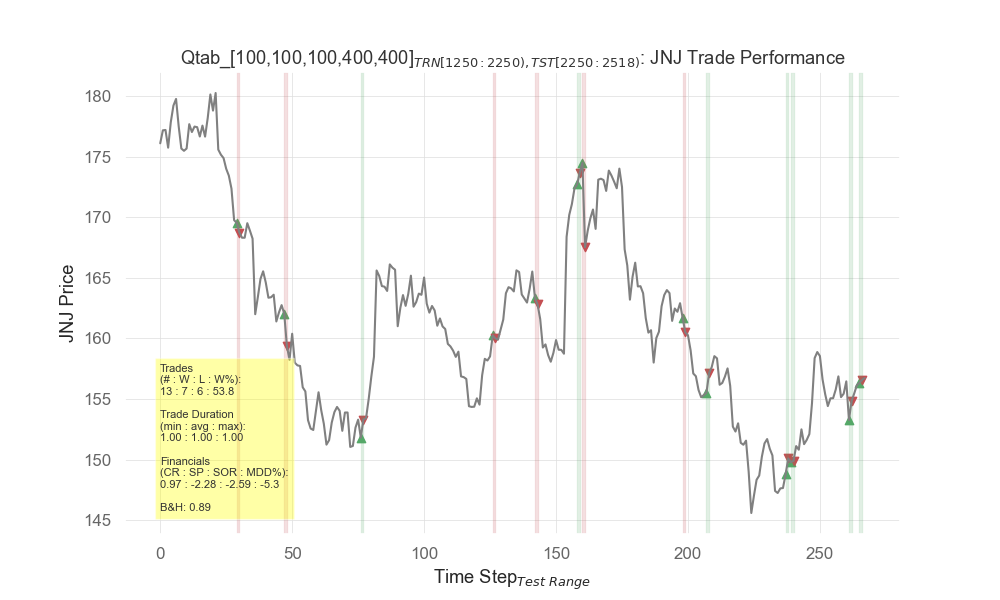 Qtab_[100,100,100,400,400]TRN[1250:2250),TST[2250:2518): JNJ Trade Performance
JNJ Price
180
175
170
165
160
155
150
145
Trades
(# : W : L : W%):
13 : 7 : 6 : 53.8
Trade Duration
(min : avg : max):
1.00 : 1.00 : 1.00
Financials
(CR : SP : SOR : MDD%):
0.97 : -2.28 : -2.59 : -5.3
B&H: 0.89
0 50 100 150 200 250
Time StepTest Range